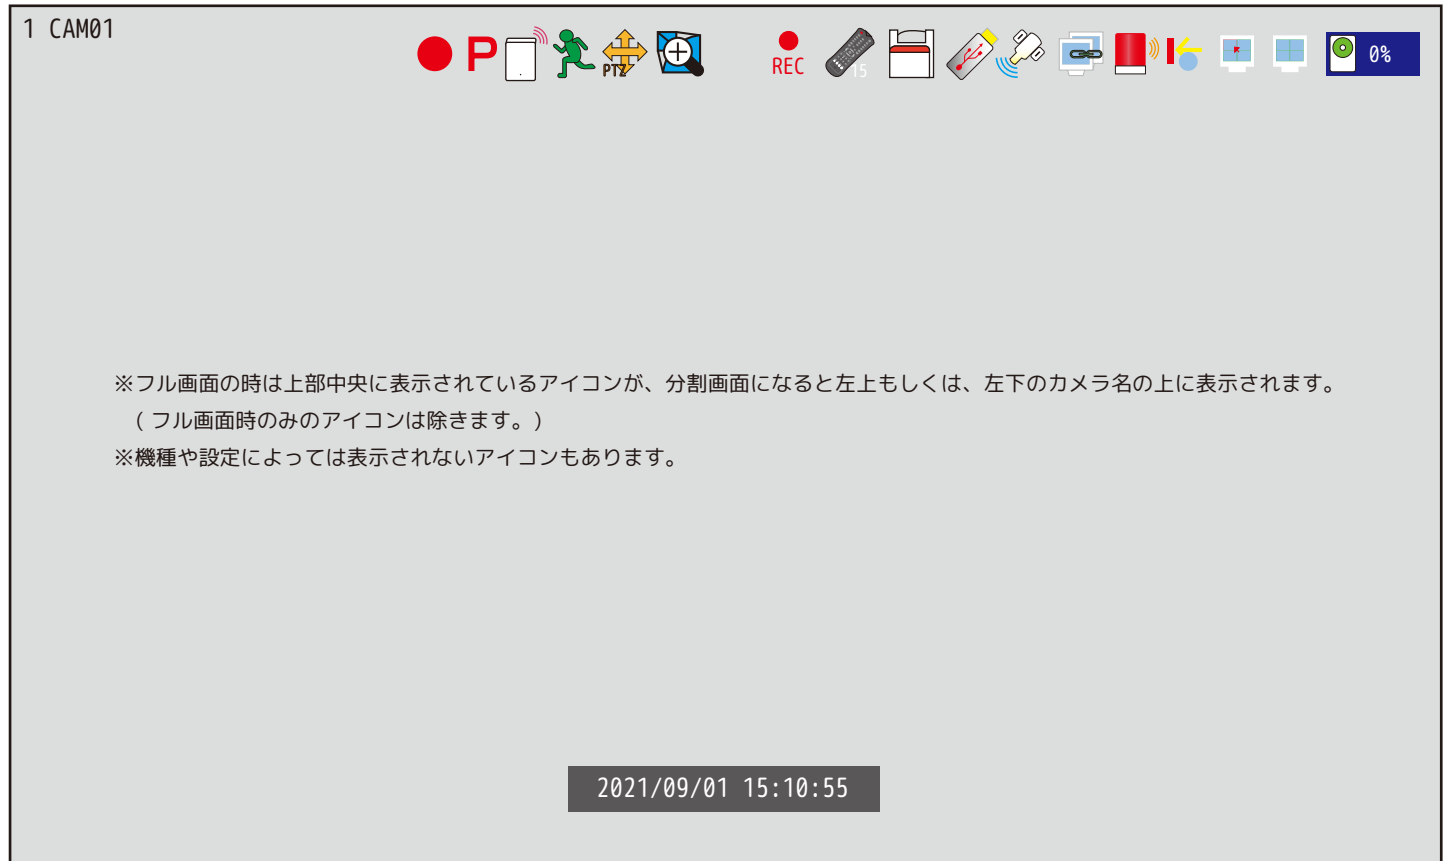 1 CAM01
P
PTZ
REC
15
0%
※フル画面の時は上部中央に表示されているアイコンが、分割画面になると左上もしくは、左下のカメラ名の上に表示されます。
( フル画面時のみのアイコンは除きます。)
※機種や設定によっては表示されないアイコンもあります。
2021/09/01 15:10:55